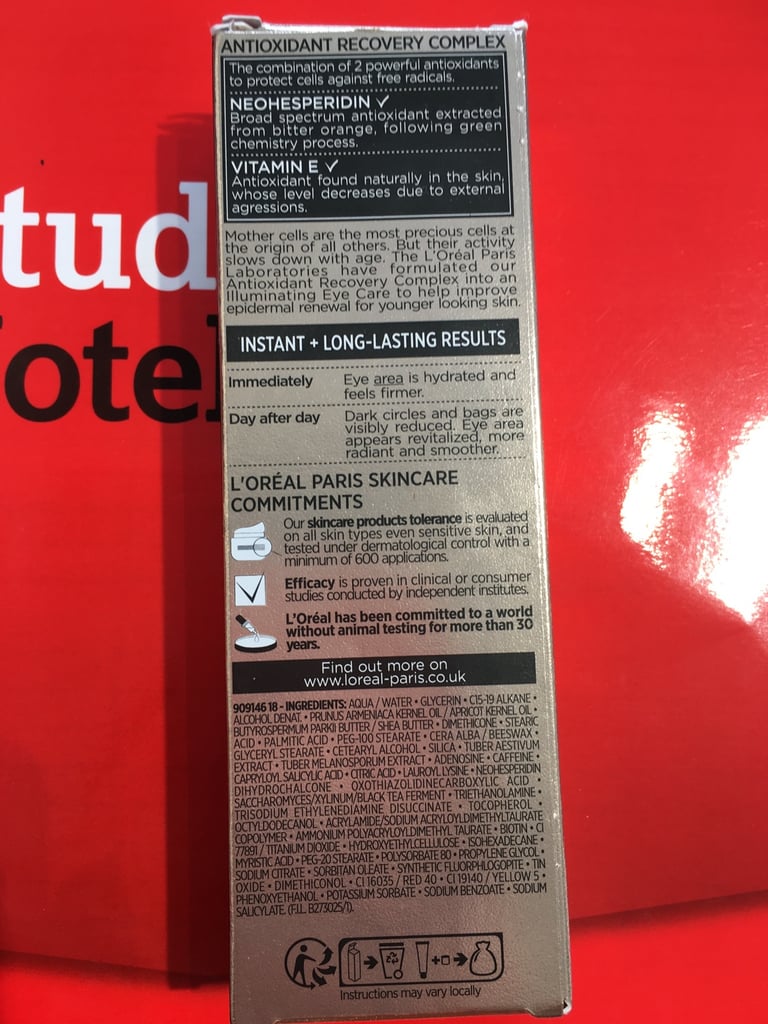 ANTIOXIDANT RECOVERY COMPLEX
The combination of 2 powerful antioxidants
to protect cells against free radicals.
NEOHESPERIDIN ✓
Broad spectrum antioxidant extracted
from bitter orange, following green
chemistry process.
VITAMIN E ✓
Antioxidant found naturally in the skin,
whose level decreases due to external
agressions.
Mother cells are the most precious cells at
the origin of all others. But their activity
slows down with age. The L'Oréal Paris
Laboratories have formulated our
Antioxidant Recovery Complex into an
Illuminating Eye Care to help improve
epidermal renewal for younger looking skin.
INSTANT + LONG-LASTING RESULTS
Immediately Eye area is hydrated and
feels firmer.
Day after day Dark circles and bags are
visibly reduced. Eye area
appears revitalized, more
radiant and smoother.
L'ORÉAL PARIS SKINCARE
COMMITMENTS
Our skincare products tolerance is evaluated
on all skin types even sensitive skin, and
tested under dermatological control with a
minimum of 600 applications.
Efficacy is proven in clinical or consumer
studies conducted by independent institutes.
L'Oréal has been committed to a world
without animal testing for more than 30
years.
Find out more on
www.loreal-paris.co.uk
909146 18 - INGREDIENTS: AQUA / WATER • GLYCERIN • C15-19 ALKANE •
ALCOHOL DENAT. • PRUNUS ARMENIACA KERNEL OIL / APRICOT KERNEL OIL •
BUTYROSPERMUM PARKII BUTTER / SHEA BUTTER • DIMETHICONE • STEARIC
ACID • PALMITIC ACID • PEG-100 STEARATE • CERA ALBA / BEESWAX •
GLYCERYL STEARATE • CETEARYL ALCOHOL • SILICA • TUBER AESTIVUM
EXTRACT • TUBER MELANOSPORUM EXTRACT • ADENOSINE • CAFFEINE •
CAPRYLOYL SALICYLIC ACID • CITRIC ACID • LAUROYL LYSINE • NEOHESPERIDIN
DIHYDROCHALCONE • OXOTHIAZOLIDINECARBOXYLIC ACID •
SACCHAROMYCES/XYLINUM/BLACK TEA FERMENT • TRIETHANOLAMINE •
TRISODIUM ETHYLENEDIAMINE DISUCCINATE • TOCOPHEROL •
OCTYLDODECANOL • ACRYLAMIDE/SODIUM ACRYLOYLDIMETHYLTAURATE
COPOLYMER • AMMONIUM POLYACRYLOYLDIMETHYL TAURATE • BIOTIN • CI
77891 / TITANIUM DIOXIDE • HYDROXYETHYLCELLULOSE • ISOHEXADECANE •
MYRISTIC ACID • PEG-20 STEARATE • POLYSORBATE 80 • PROPYLENE GLYCOL •
SODIUM CITRATE • SORBITAN OLEATE • SYNTHETIC FLUORPHLOGOPITE • TIN
OXIDE • DIMETHICONOL • CI 16035 / RED 40 • CI 19140 / YELLOW 5 •
PHENOXYETHANOL • POTASSIUM SORBATE • SODIUM BENZOATE • SODIUM
SALICYLATE. (F.I.L. B273025/1).
Instructions may vary locally
tud
otel